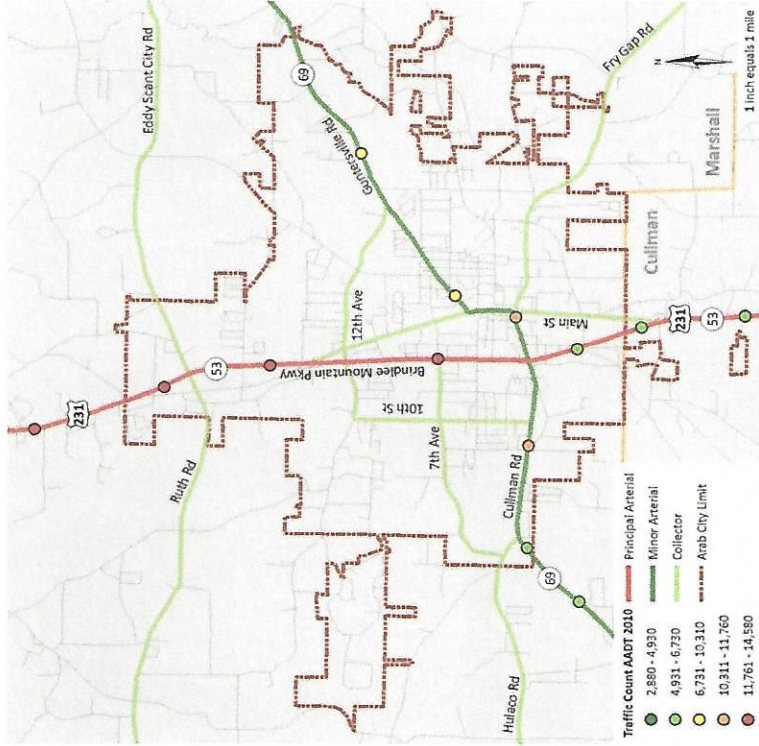 Eddy Scant City Rd
69
Guntersville Rd
Fry Gap Rd
N
1 inch equals 1 mile
Marshall
Cullman
12th Ave
Main St
231
53
53
Brindlee Mountain Pkwy
231
10th St
7th Ave
Ruth Rd
Cullman Rd
69
Hulaco Rd
Traffic Count AADT 2010
2,880 - 4,930
4,931 - 6,730
6,731 - 10,310
10,311 - 11,760
11,761 - 14,580
Principal Arterial
Minor Arterial
Collector
Arab City Limit